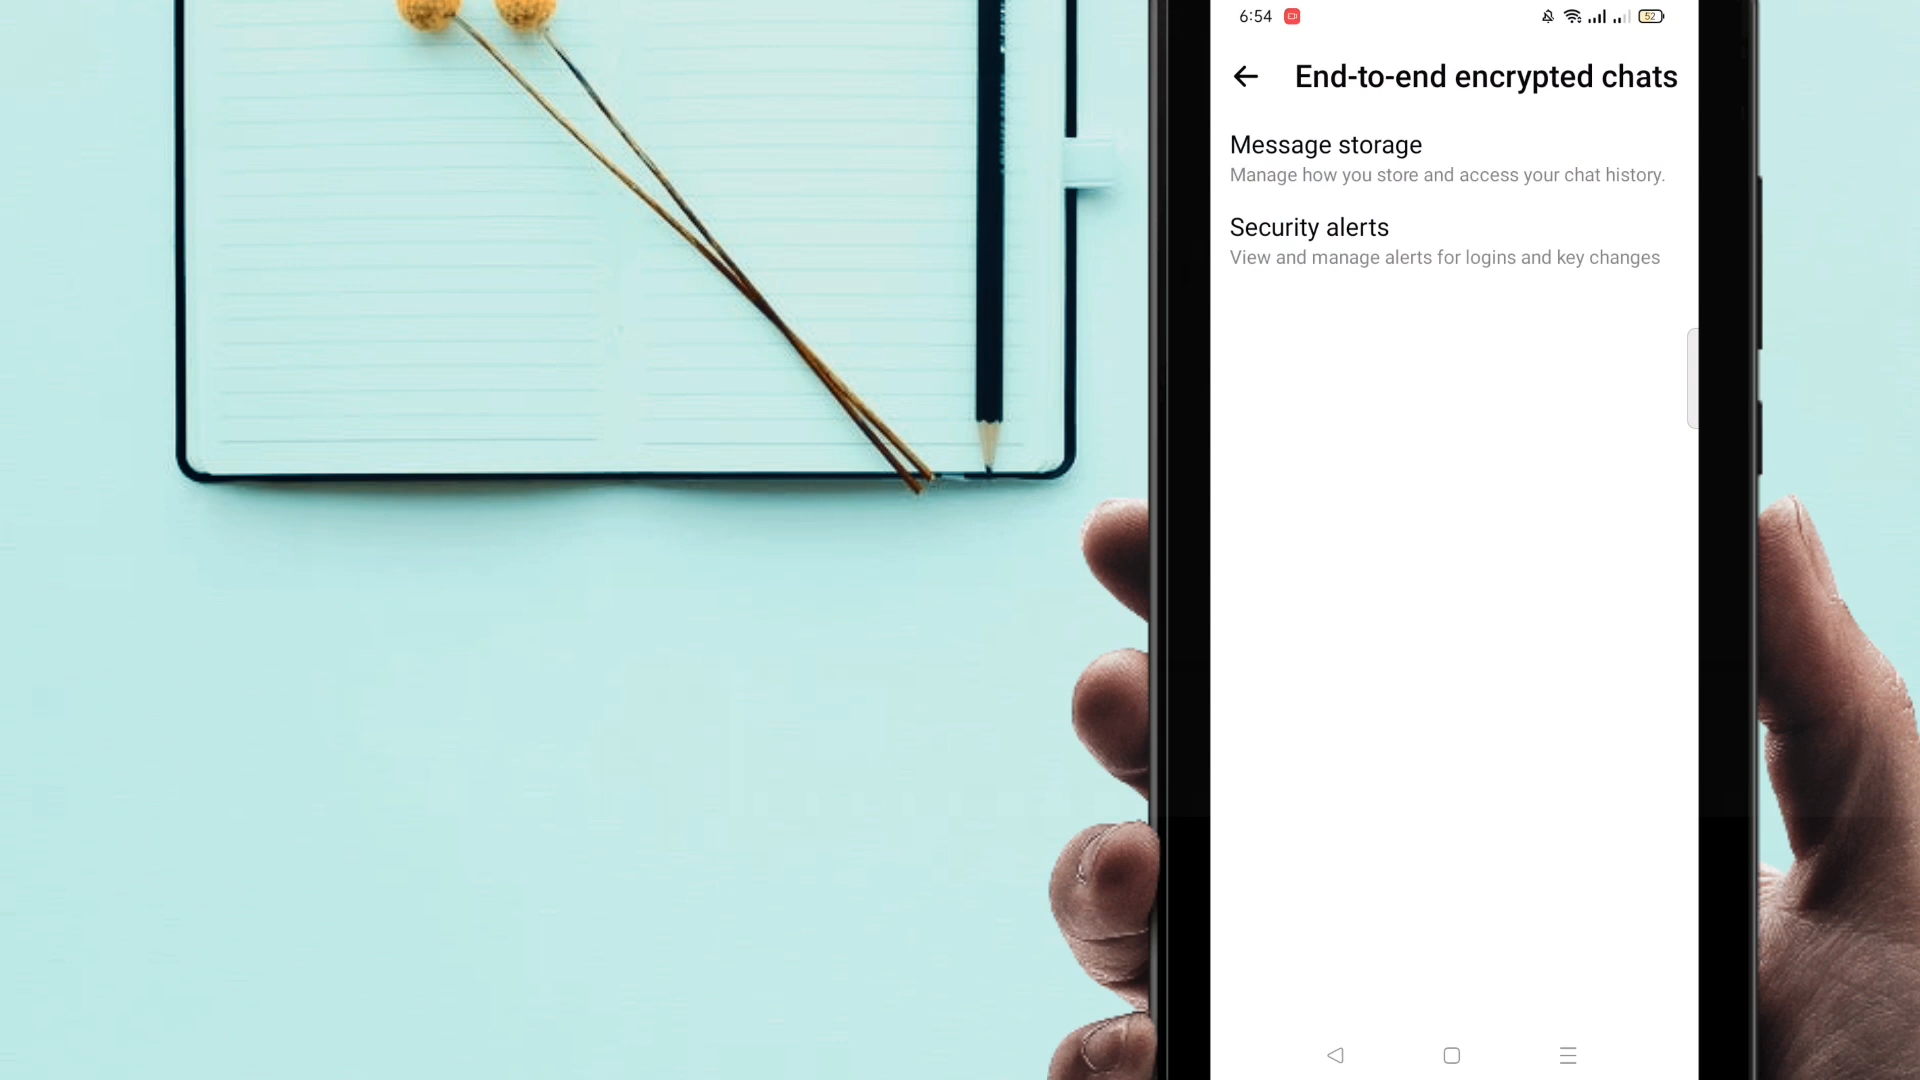 6:54
52
End-to-end encrypted chats
Message storage
Manage how you store and access your chat history.
Security alerts
View and manage alerts for logins and key changes